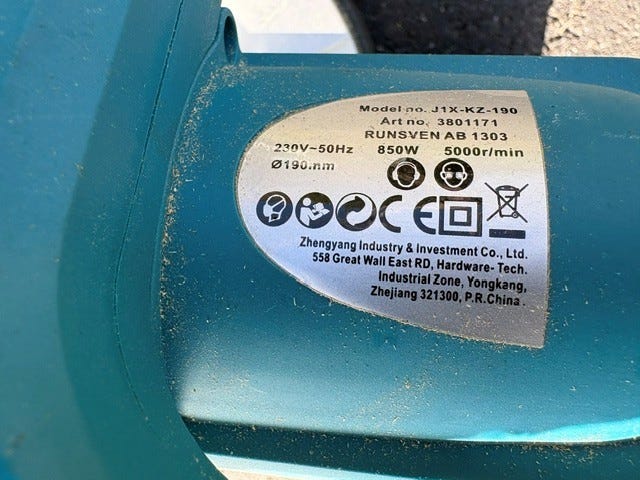 Model no. J1X-KZ-190
Art no. 3801171
RUNSVEN AB 1303
230V~50Hz 850W 5000r/min
Ø190mm
CE
Zhengyang Industry & Investment Co., Ltd.
558 Great Wall East RD, Hardware- Tech.
Industrial Zone, Yongkang,
Zhejiang 321300, P.R.China.